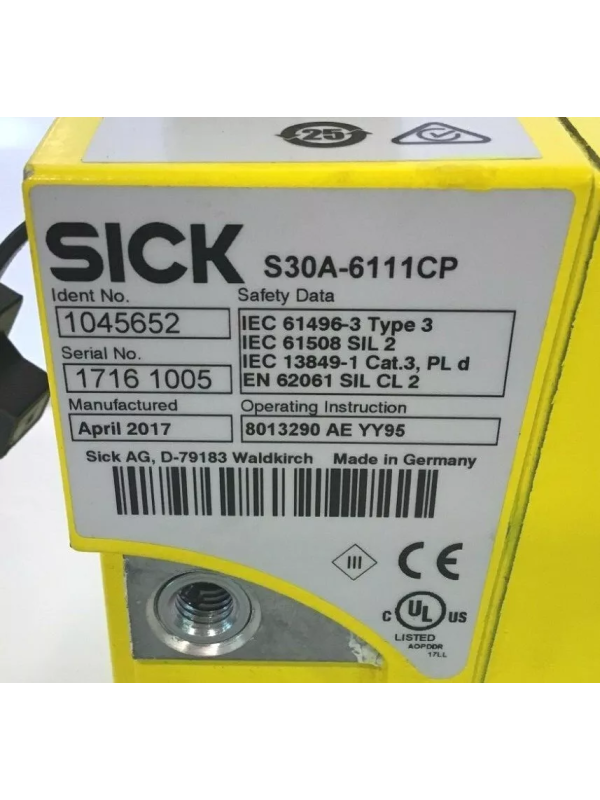 25
SICK S30A-6111CP
Ident No. Safety Data
1045652
IEC 61496-3 Type 3
IEC 61508 SIL 2
IEC 13849-1 Cat.3, PL d
EN 62061 SIL CL 2
Serial No.
1716 1005
Manufactured Operating Instruction
April 2017 8013290 AE YY95
Sick AG, D-79183 Waldkirch Made in Germany
III CE
C UL US
LISTED
AOPDDR
17LL